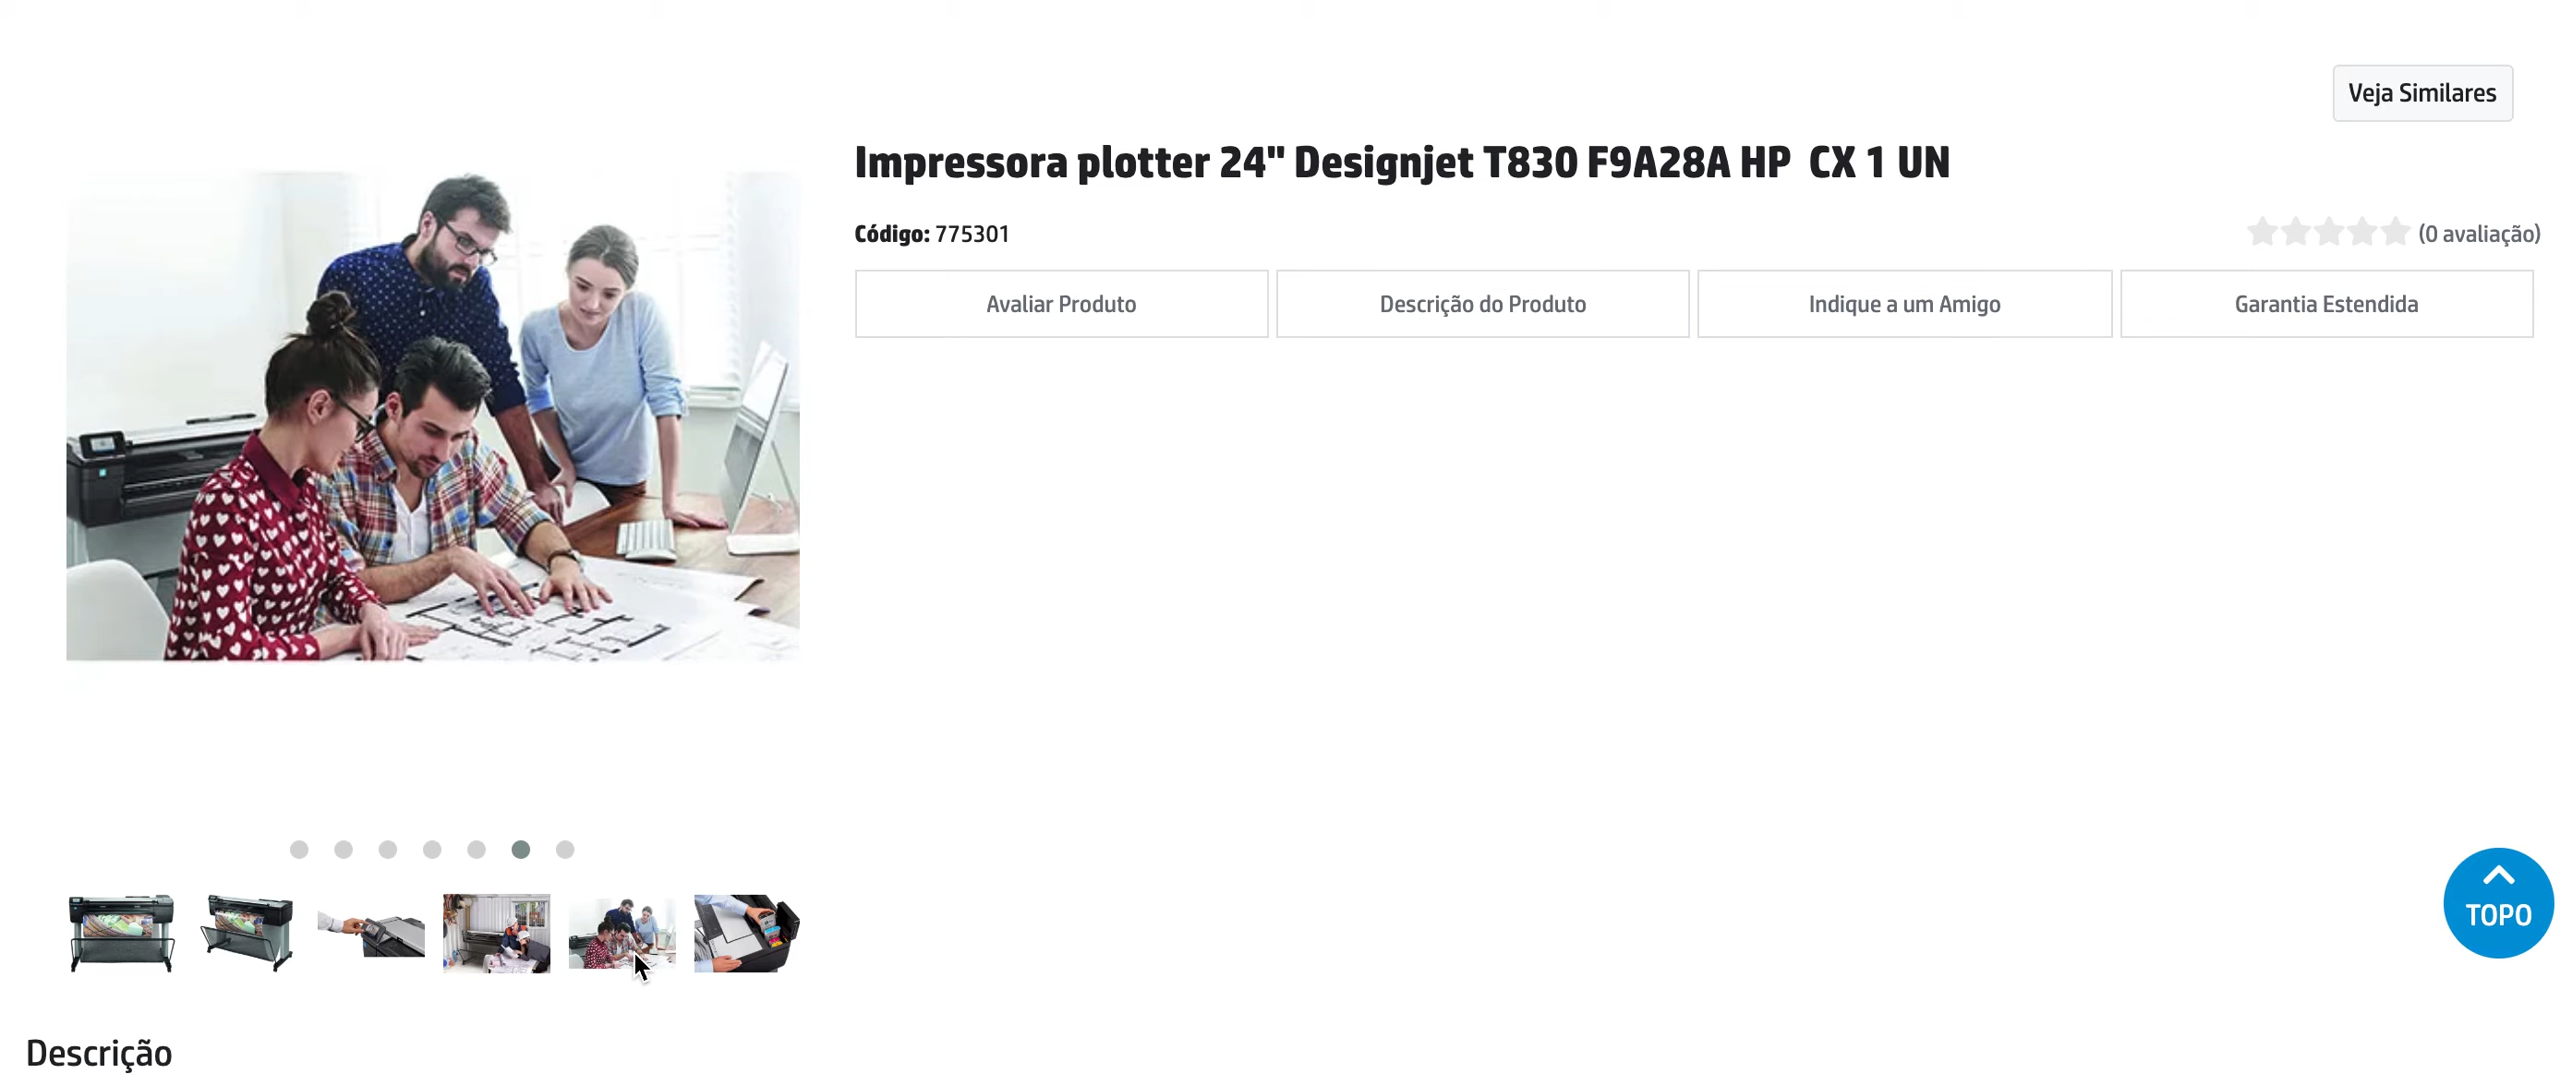 Veja Similares
Impressora plotter 24" Designjet T830 F9A28A HP  CX 1 UN
Código: 775301
(0 avaliação)
Avaliar Produto
Descrição do Produto
Indique a um Amigo
Garantia Estendida
TOPO
Descrição